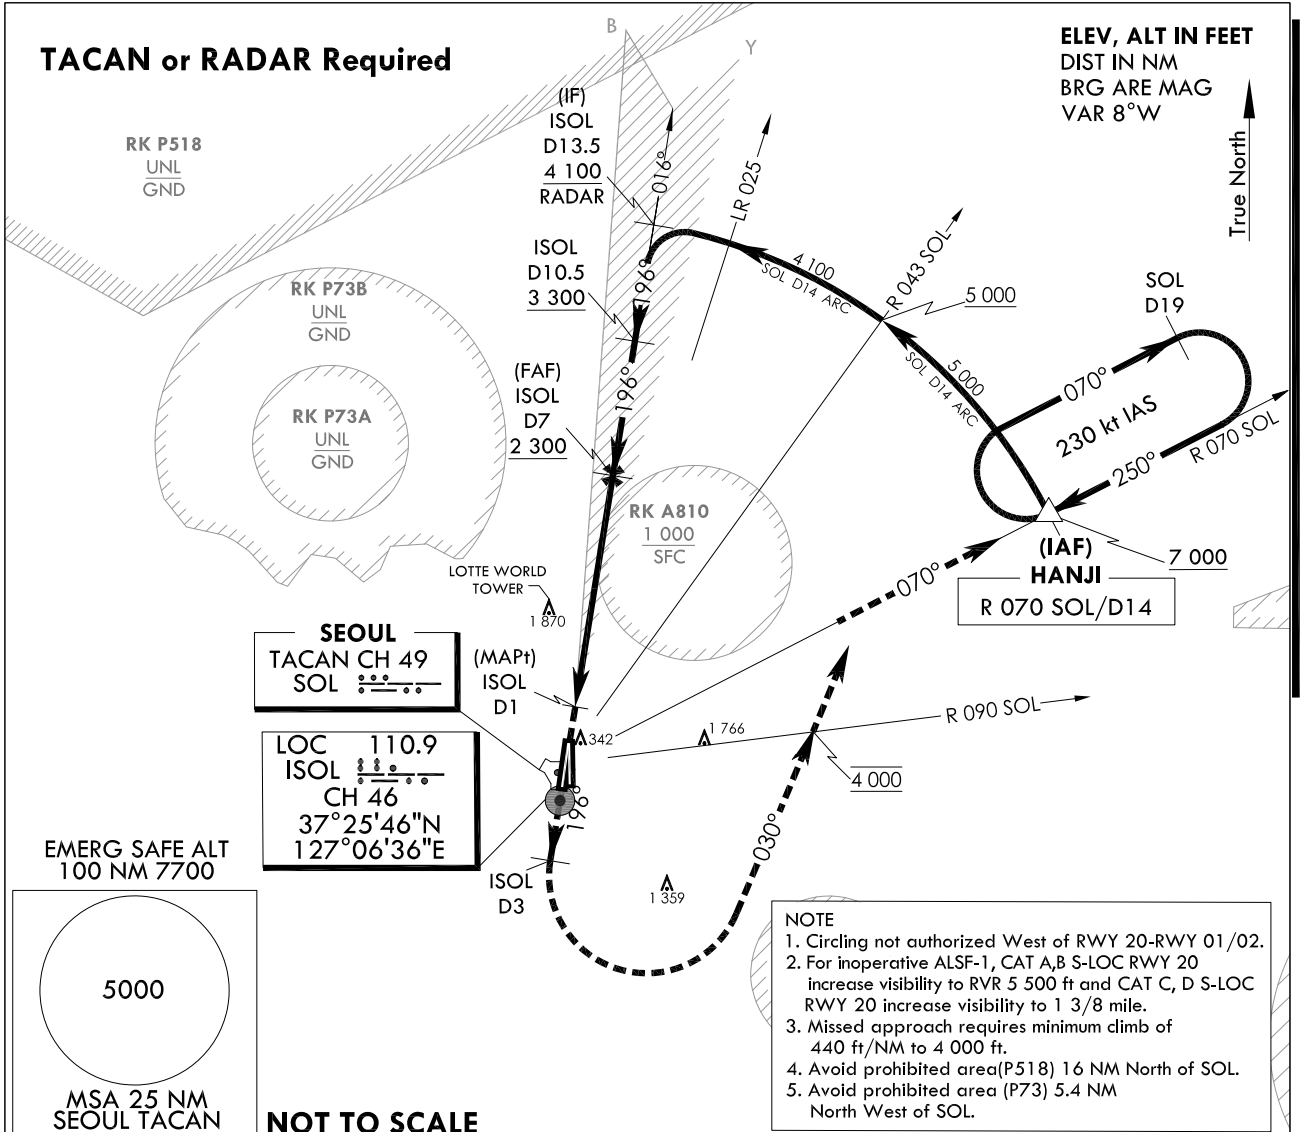 TACAN or RADAR Required
ELEV, ALT IN FEET
DIST IN NM
BRG ARE MAG
VAR 8°W
True North
B
Y
RK P518
UNL
GND
(IF)
ISOL
D13.5
4 100
RADAR
016°
LR 025
ISOL
D10.5
3 300
196°
4 100
SOL D14 ARC
R 043 SOL
5 000
SOL
D19
RK P73B
UNL
GND
RK P73A
UNL
GND
(FAF)
ISOL
D7
2 300
196°
5 000
SOL D14 ARC
070°
230 kt IAS
250°
R 070 SOL
RK A810
1 000
SFC
070°
(IAF)
HANJI
R 070 SOL/D14
7 000
LOTTE WORLD
TOWER
1 870
SEOUL
TACAN CH 49
SOL
(MAPt)
ISOL
D1
342
1 766
R 090 SOL
4 000
LOC 110.9
ISOL
CH 46
37°25'46"N
127°06'36"E
196°
030°
ISOL
D3
1 359
EMERG SAFE ALT
100 NM 7700
5000
MSA 25 NM
SEOUL TACAN
NOT TO SCALE
NOTE
1. Circling not authorized West of RWY 20-RWY 01/02.
2. For inoperative ALSF-1, CAT A,B S-LOC RWY 20
increase visibility to RVR 5 500 ft and CAT C, D S-LOC
RWY 20 increase visibility to 1 3/8 mile.
3. Missed approach requires minimum climb of
440 ft/NM to 4 000 ft.
4. Avoid prohibited area(P518) 16 NM North of SOL.
5. Avoid prohibited area (P73) 5.4 NM
North West of SOL.